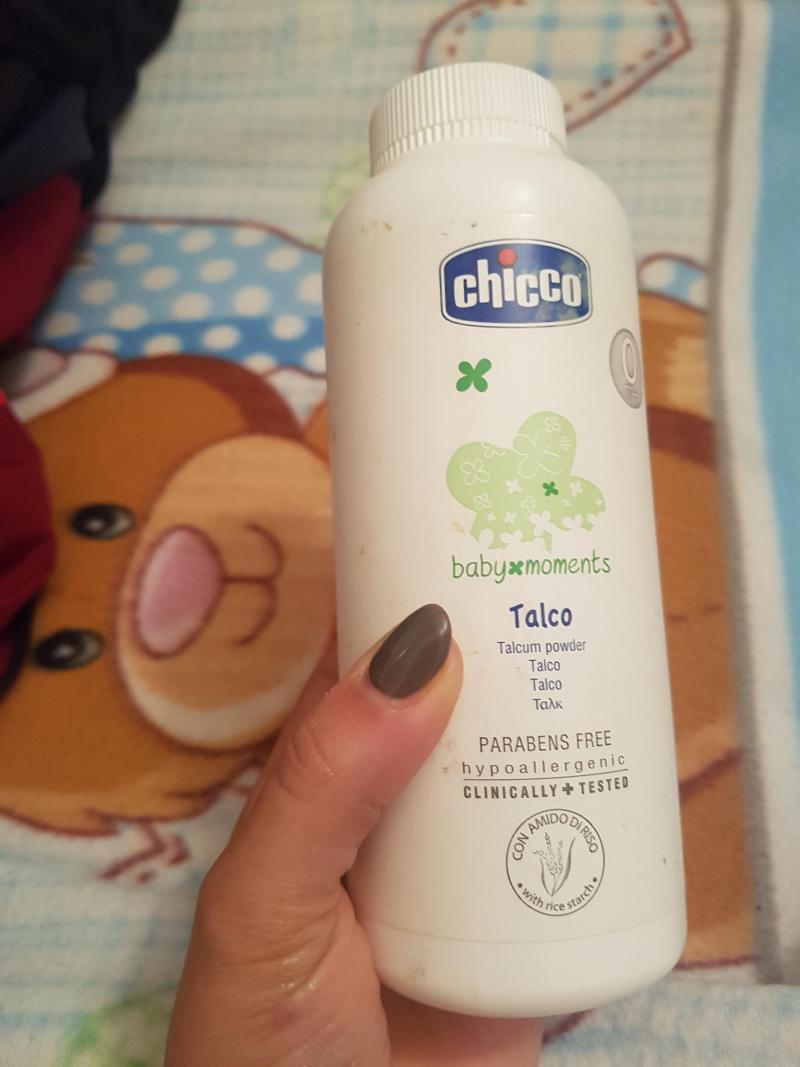 chicco
0
baby moments
Talco
Talcum powder
Talco
Talco
Ταλκ
PARABENS FREE
hypoallergenic
CLINICALLY + TESTED
CON AMIDO Di RISO
• with rice starch •